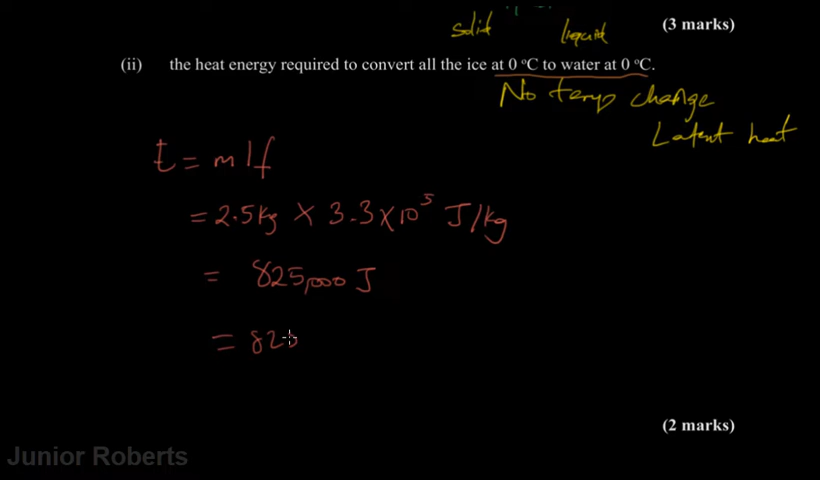 solid liquid (3 marks)
(ii) the heat energy required to convert all the ice at 0 °C to water at 0 °C.
No temp change
Latent heat
E = mlf
= 2.5kg × 3.3×10⁵ J/kg
= 825,000 J
= 825
(2 marks)
Junior Roberts